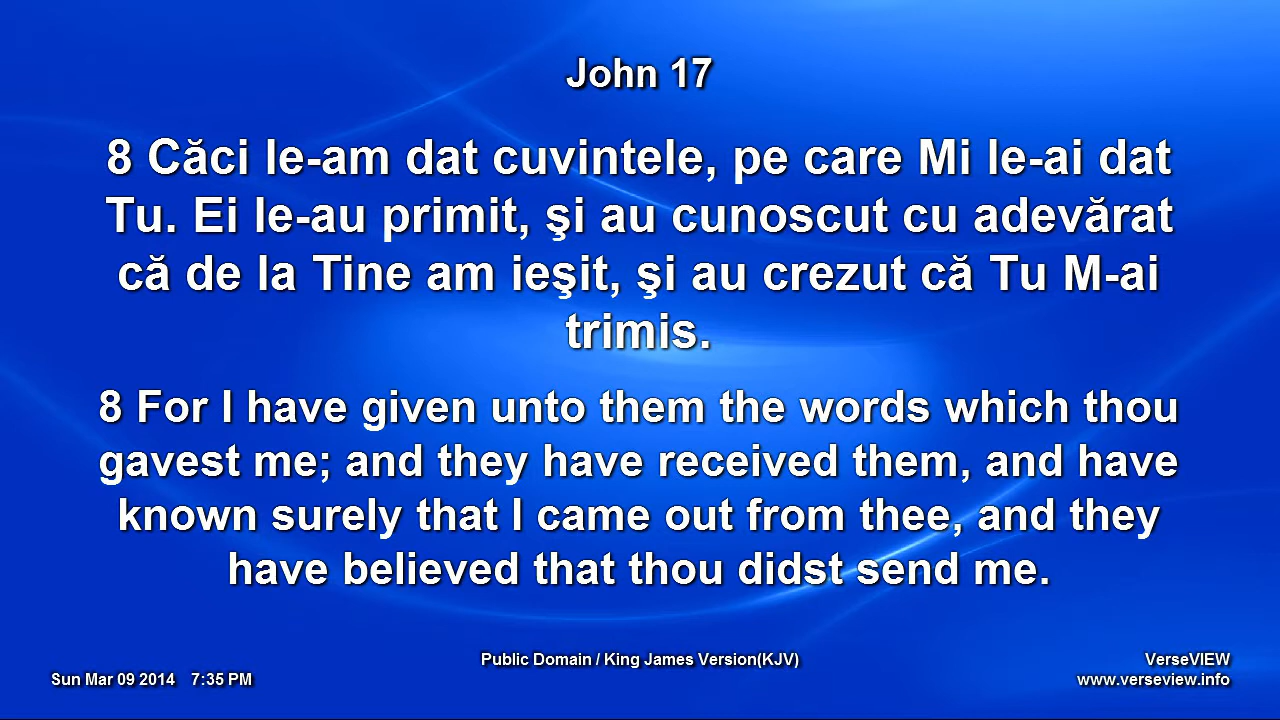 John 17
8 Căci le-am dat cuvintele, pe care Mi le-ai dat
Tu. Ei le-au primit, şi au cunoscut cu adevărat
că de la Tine am ieşit, şi au crezut că Tu M-ai
trimis.
8 For I have given unto them the words which thou
gavest me; and they have received them, and have
known surely that I came out from thee, and they
have believed that thou didst send me.
Public Domain / King James Version(KJV)
VerseVIEW
Sun Mar 09 2014 7:35 PM
www.verseview.info